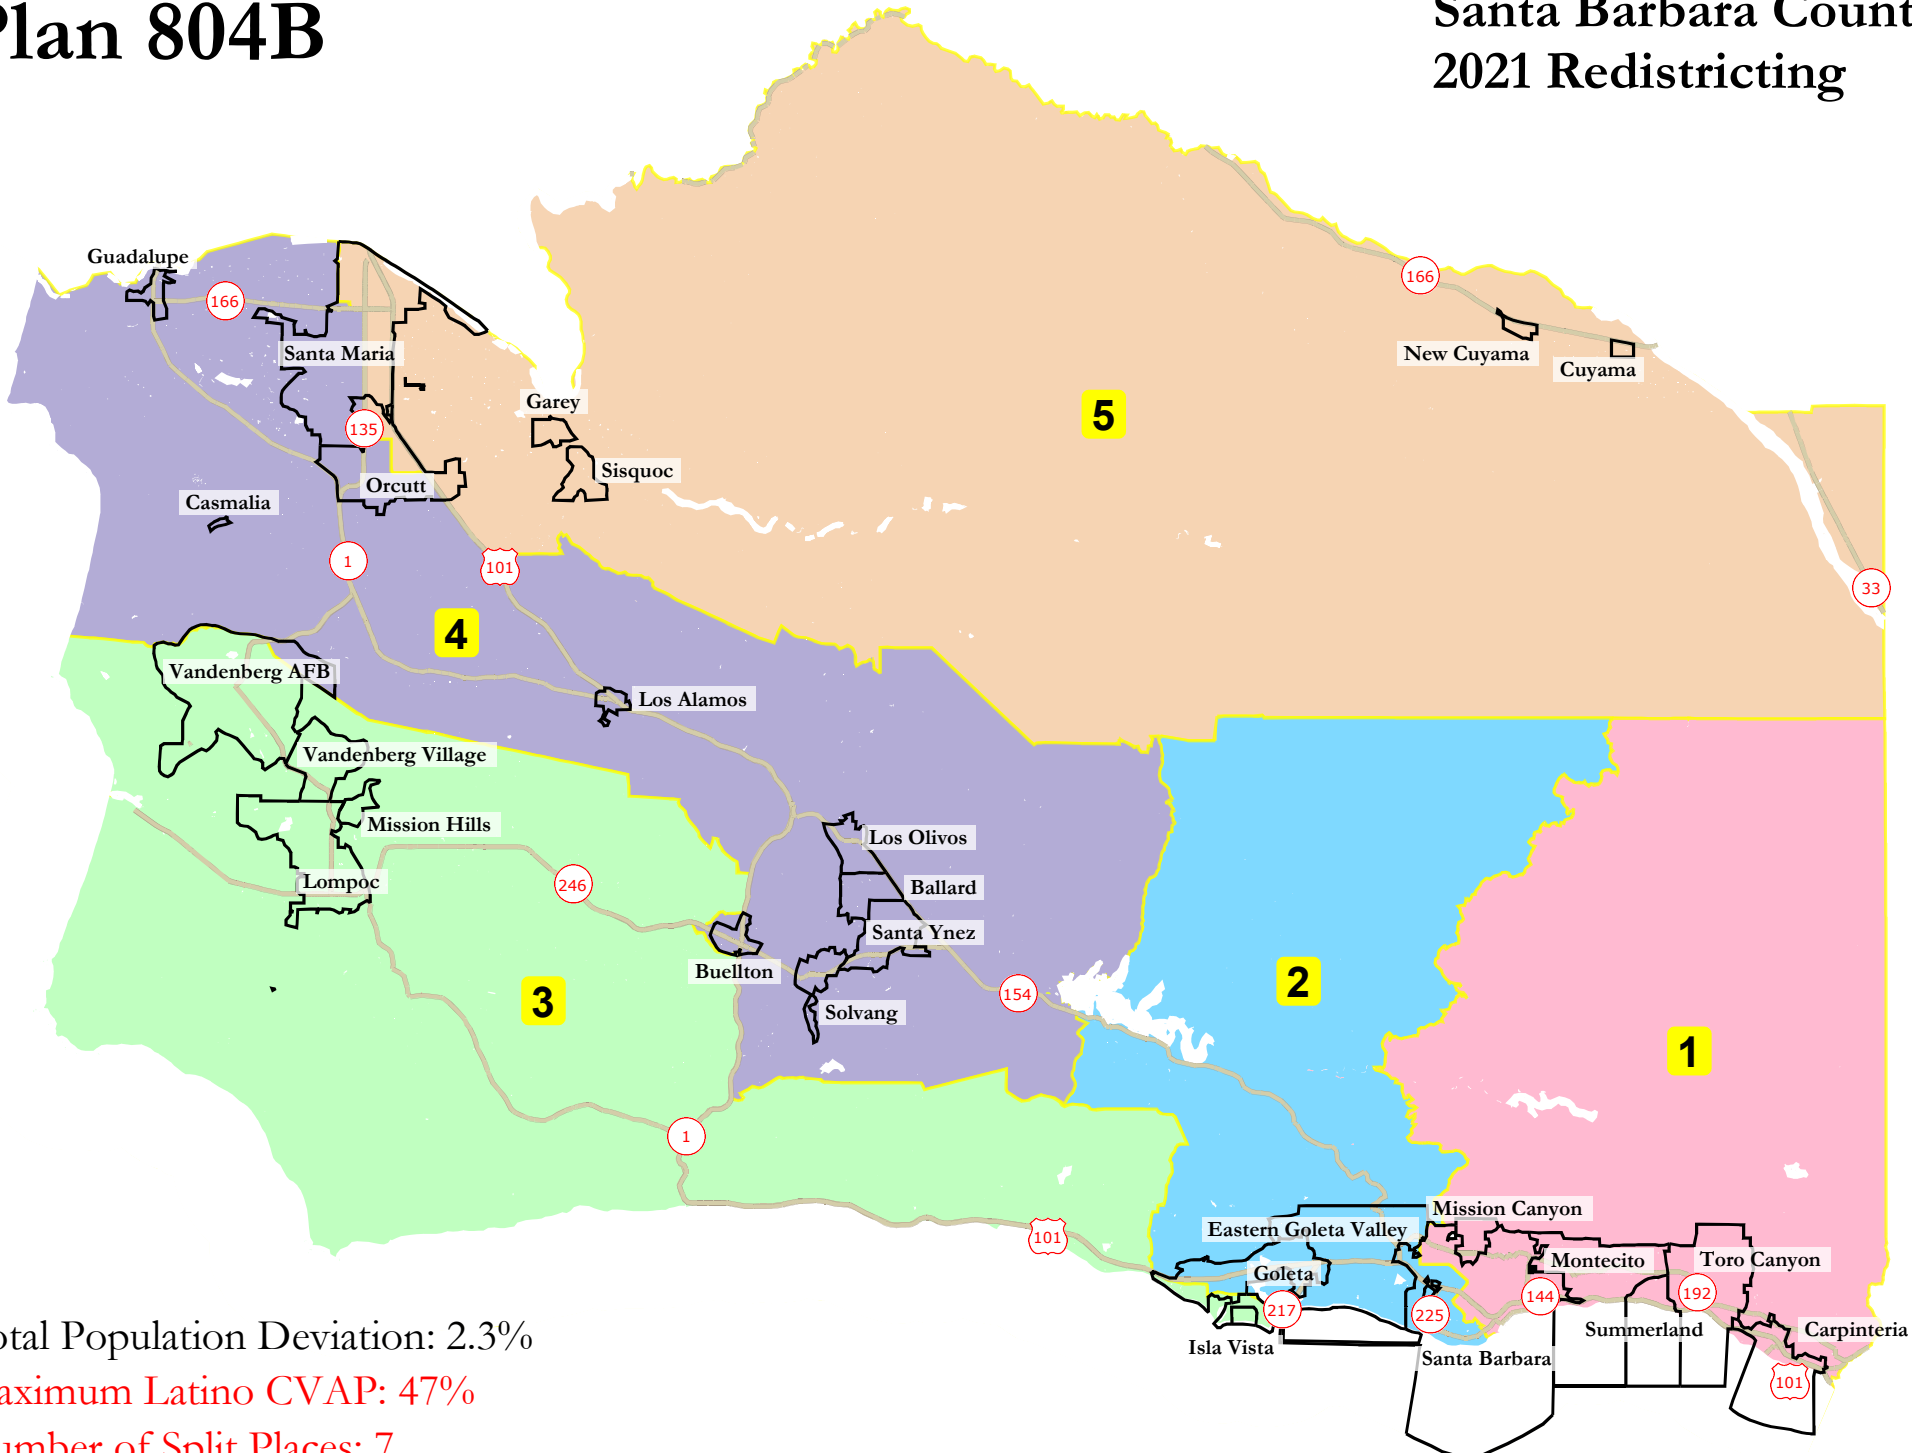 Plan 804B
Santa Barbara Count
2021 Redistricting
Guadalupe
166
Santa Maria
135
Orcutt
Casmalia
Garey
Sisquoc
166
New Cuyama
Cuyama
5
33
1
101
4
Vandenberg AFB
Los Alamos
Vandenberg Village
Mission Hills
Lompoc
246
Los Olivos
Ballard
Santa Ynez
Buellton
Solvang
154
3
2
1
1
101
Mission Canyon
Eastern Goleta Valley
Goleta
Montecito
Toro Canyon
217
225
144
192
Isla Vista
Santa Barbara
Summerland
Carpinteria
101
otal Population Deviation: 2.3%
aximum Latino CVAP: 47%
umber of Split Places: 7